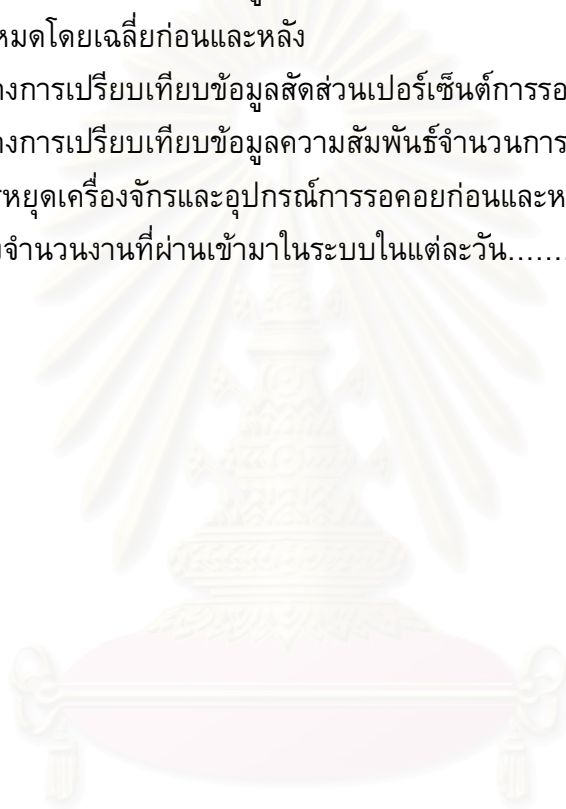 หมดโดยเฉลี่ยก่อนและหลัง
างการเปรียบเทียบข้อมูลสัดส่วนเปอร์เซ็นต์การรอ
างการเปรียบเทียบข้อมูลความสัมพันธ์จำนวนการ
รหยุดเครื่องจักรและอุปกรณ์การรอคอยก่อนและห
งจำนวนงานที่ผ่านเข้ามาในระบบในแต่ละวัน.......